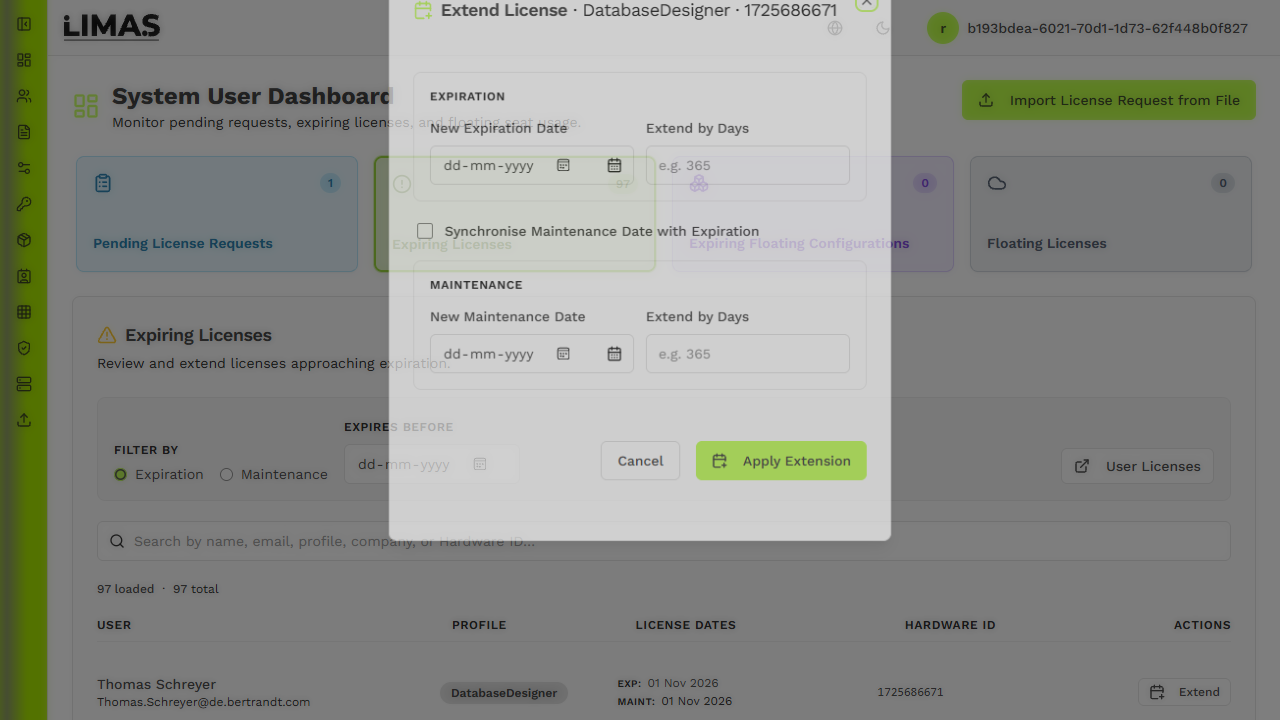 LIMAS
r b193bdea-6021-70d1-1d73-62f448b0f827
System User Dashboard
Monitor pending requests, expiring licenses, and floating seat usage.
Import License Request from File
1
Pending License Requests
97
Expiring Licenses
0
Expiring Floating Configurations
0
Floating Licenses
Extend License · DatabaseDesigner · 1725686671
EXPIRATION
New Expiration Date
Extend by Days
dd-mm-yyyy
e.g. 365
Synchronise Maintenance Date with Expiration
MAINTENANCE
New Maintenance Date
Extend by Days
dd-mm-yyyy
e.g. 365
Cancel
Apply Extension
Expiring Licenses
Review and extend licenses approaching expiration.
FILTER BY
Expiration
Maintenance
EXPIRES BEFORE
dd-mm-yyyy
User Licenses
Search by name, email, profile, company, or Hardware ID...
97 loaded · 97 total
USER PROFILE LICENSE DATES HARDWARE ID ACTIONS
Thomas Schreyer
Thomas.Schreyer@de.bertrandt.com
DatabaseDesigner
EXP: 01 Nov 2026
MAINT: 01 Nov 2026
1725686671
Extend